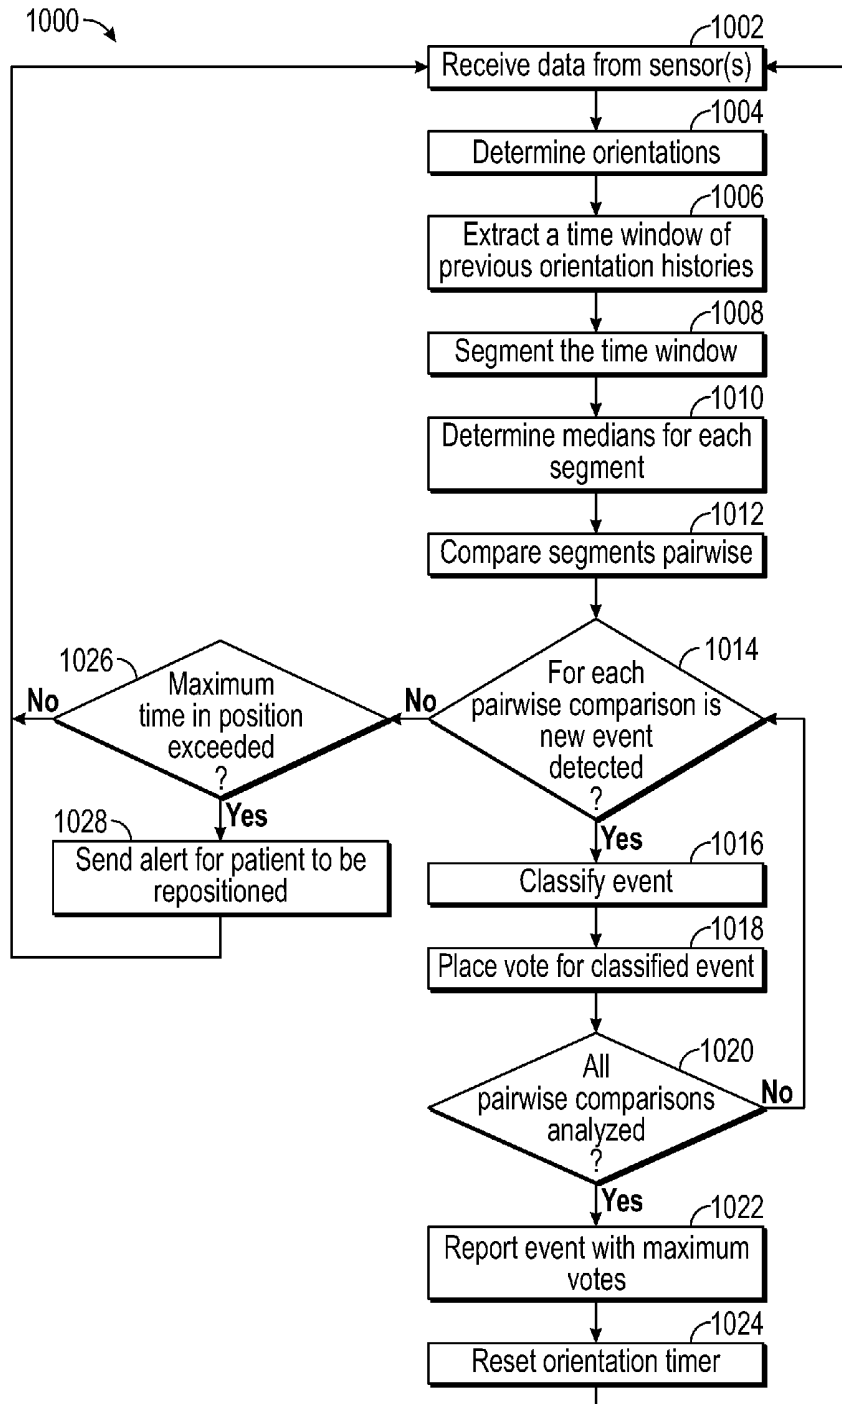 1000
1002
Receive data from sensor(s)
1004
Determine orientations
1006
Extract a time window of
previous orientation histories
1008
Segment the time window
1010
Determine medians for each
segment
1012
Compare segments pairwise
1014
For each
pairwise comparison is
new event
detected
?
No
Yes
1026
Maximum
time in position
exceeded
?
No
Yes
1028
Send alert for patient to be
repositioned
1016
Classify event
1018
Place vote for classified event
1020
All
pairwise comparisons
analyzed
?
No
Yes
1022
Report event with maximum
votes
1024
Reset orientation timer